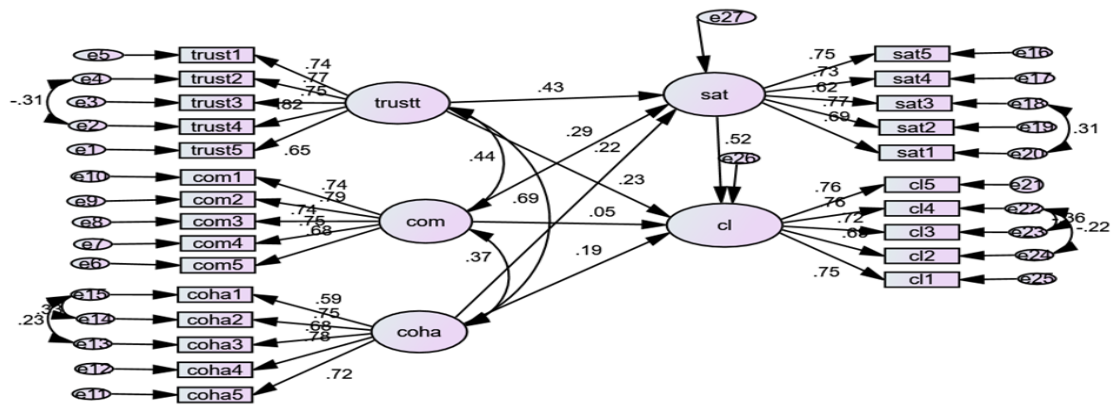 e27
e5 trust1 .74
e4 trust2 .77
-.31 e3 trust3 .75
e2 trust4 .82
e1 trust5 .65
trustt
e10 com1 .74
e9 com2 .79
e8 com3 .74
e7 com4 .75
e6 com5 .68
com
e15 coha1 .59
e14 coha2 .75
.23 e13 coha3 .68
e12 coha4 .78
e11 coha5 .72
coha
.43
.29
.22
.44
.23
.69
.05
.37
.19
sat
.52
e26
cl
.75 sat5 e16
.73 sat4 e17
.62 sat3 e18
.77 sat2 e19 .31
.69 sat1 e20
.76 cl5 e21
.76 cl4 e22
.72 cl3 e23 -.22
cl2 e24
.75 cl1 e25